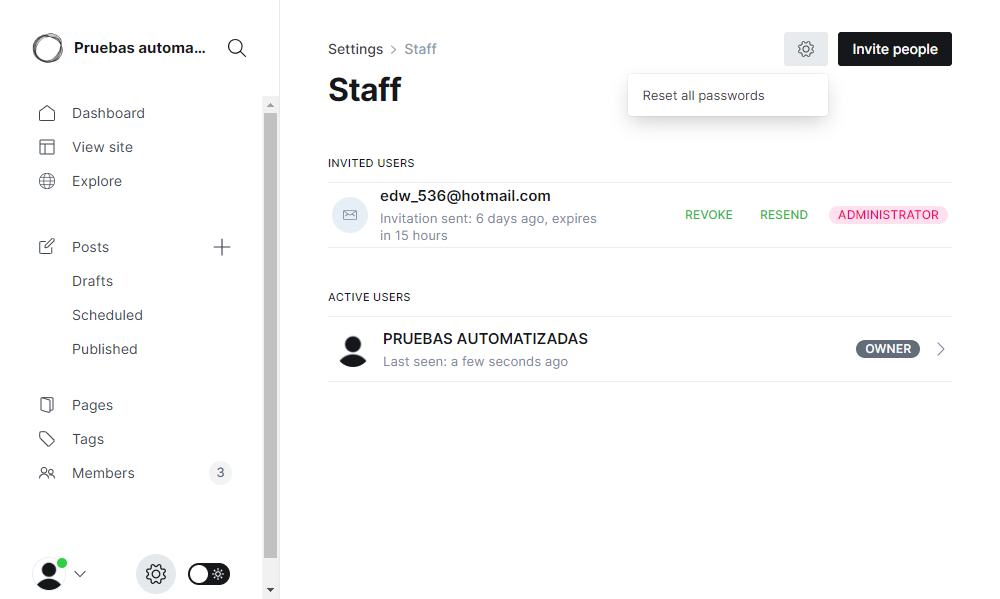 Pruebas automa...
Dashboard
View site
Explore
Posts
Drafts
Scheduled
Published
Pages
Tags
Members 3
Settings > Staff
Invite people
Staff
Reset all passwords
INVITED USERS
edw_536@hotmail.com
Invitation sent: 6 days ago, expires
in 15 hours
REVOKE RESEND ADMINISTRATOR
ACTIVE USERS
PRUEBAS AUTOMATIZADAS
Last seen: a few seconds ago
OWNER